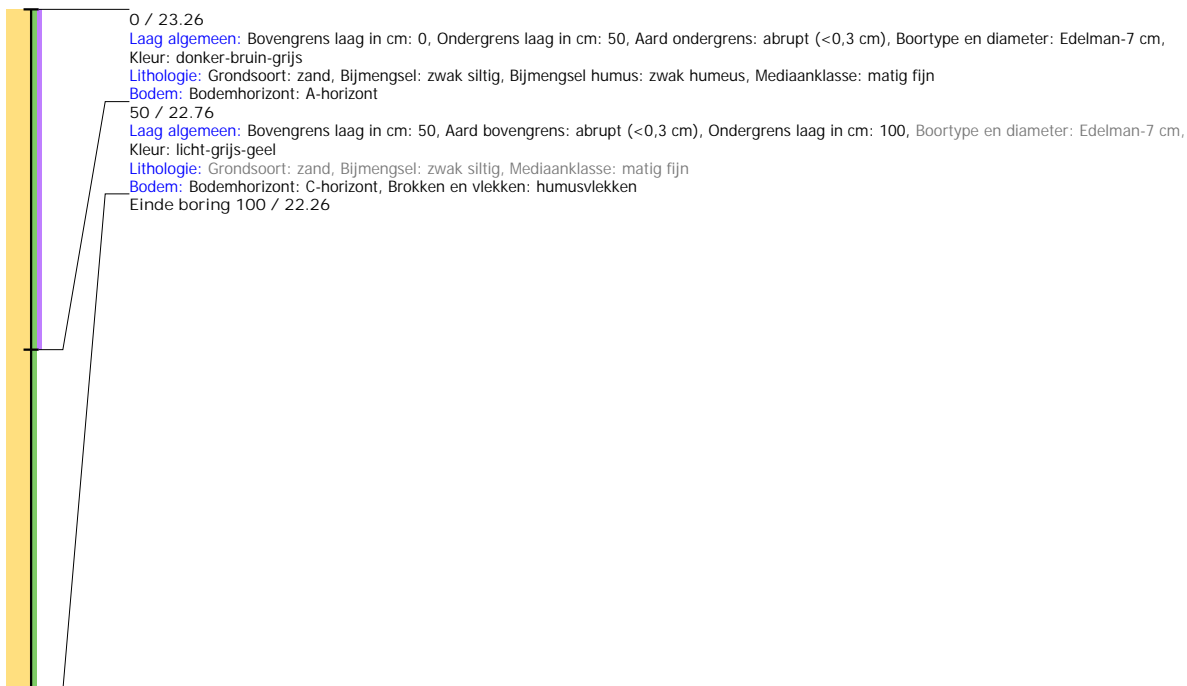 0 / 23.26
Laag algemeen: Bovengrens laag in cm: 0, Ondergrens laag in cm: 50, Aard ondergrens: abrupt (<0,3 cm), Boortype en diameter: Edelman-7 cm,
Kleur: donker-bruin-grijs
Lithologie: Grondsoort: zand, Bijmengsel: zwak siltig, Bijmengsel humus: zwak humeus, Mediaanklasse: matig fijn
Bodem: Bodemhorizont: A-horizont
50 / 22.76
Laag algemeen: Bovengrens laag in cm: 50, Aard bovengrens: abrupt (<0,3 cm), Ondergrens laag in cm: 100, Boortype en diameter: Edelman-7 cm,
Kleur: licht-grijs-geel
Lithologie: Grondsoort: zand, Bijmengsel: zwak siltig, Mediaanklasse: matig fijn
Bodem: Bodemhorizont: C-horizont, Brokken en vlekken: humusvlekken
Einde boring 100 / 22.26